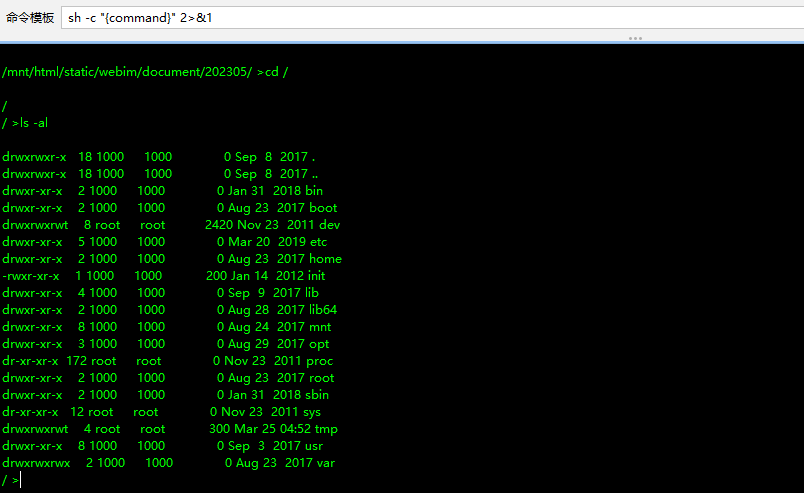 命令模板 sh -c "{command}" 2>&1
/mnt/html/static/webim/document/202305/ >cd /
/
/ >ls -al
drwxrwxr-x 18 1000 1000 0 Sep 8 2017 .
drwxrwxr-x 18 1000 1000 0 Sep 8 2017 ..
drwxr-xr-x 2 1000 1000 0 Jan 31 2018 bin
drwxr-xr-x 2 1000 1000 0 Aug 23 2017 boot
drwxrwxrwt 8 root root 2420 Nov 23 2011 dev
drwxr-xr-x 5 1000 1000 0 Mar 20 2019 etc
drwxr-xr-x 2 1000 1000 0 Aug 23 2017 home
-rwxr-xr-x 1 1000 1000 200 Jan 14 2012 init
drwxr-xr-x 4 1000 1000 0 Sep 9 2017 lib
drwxr-xr-x 2 1000 1000 0 Aug 28 2017 lib64
drwxr-xr-x 8 1000 1000 0 Aug 24 2017 mnt
drwxr-xr-x 3 1000 1000 0 Aug 29 2017 opt
dr-xr-xr-x 172 root root 0 Nov 23 2011 proc
drwxr-xr-x 2 1000 1000 0 Aug 23 2017 root
drwxr-xr-x 2 1000 1000 0 Jan 31 2018 sbin
dr-xr-xr-x 12 root root 0 Nov 23 2011 sys
drwxrwxrwt 4 root root 300 Mar 25 04:52 tmp
drwxr-xr-x 8 1000 1000 0 Sep 3 2017 usr
drwxrwxrwx 2 1000 1000 0 Aug 23 2017 var
/ >